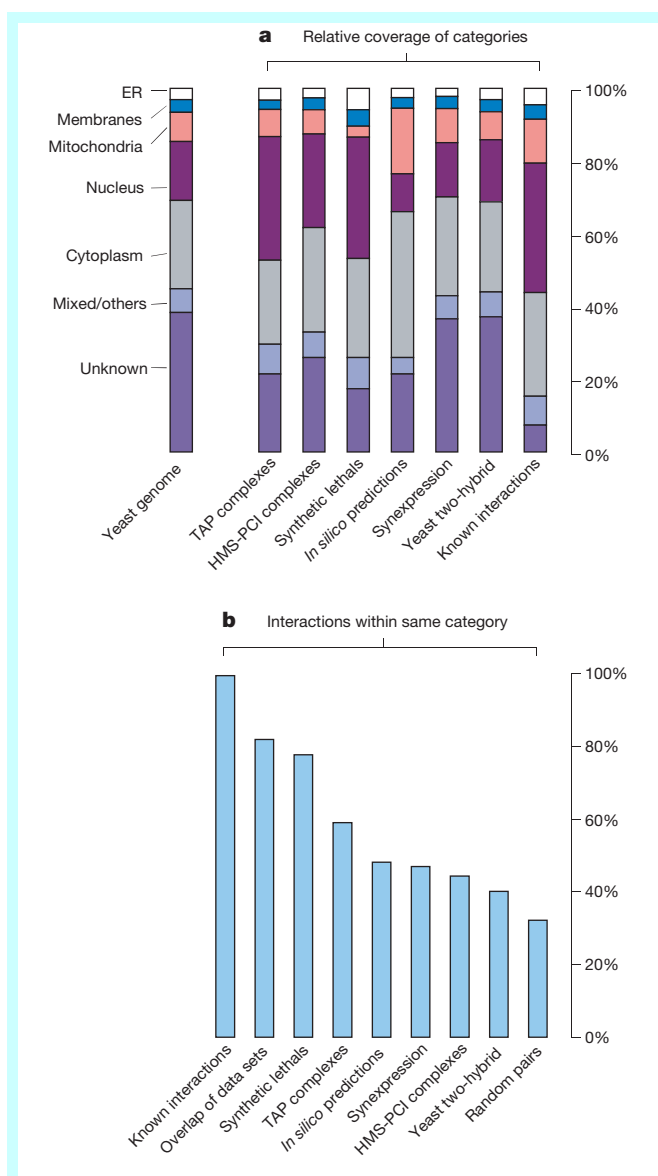 a Relative coverage of categories
ER
Membranes
Mitochondria
Nucleus
Cytoplasm
Mixed/others
Unknown
100%
80%
60%
40%
20%
0%
Yeast genome
TAP complexes
HMS-PCI complexes
Synthetic lethals
In silico predictions
Synexpression
Yeast two-hybrid
Known interactions
b Interactions within same category
100%
80%
60%
40%
20%
0%
Known interactions
Overlap of data sets
Synthetic lethals
TAP complexes
In silico predictions
Synexpression
HMS-PCI complexes
Yeast two-hybrid
Random pairs